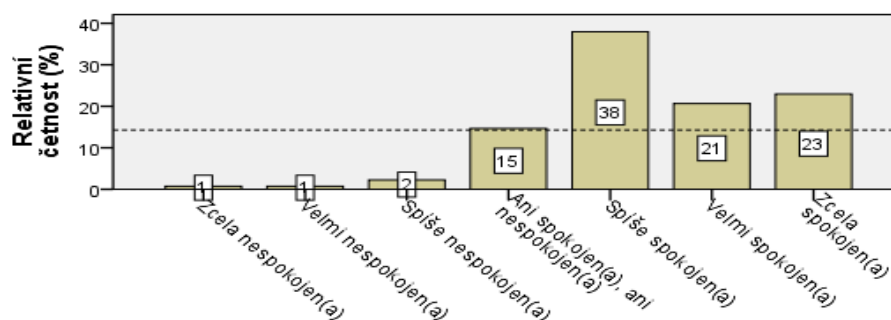 Relativní
četnost (%)
40
30
20
10
0
1
1
2
15
38
21
23
Zcela nespokojen(a)
Velmi nespokojen(a)
Spíše nespokojen(a)
Ani spokojen(a), ani
nespokojen(a)
Spíše spokojen(a)
Velmi spokojen(a)
Zcela
spokojen(a)